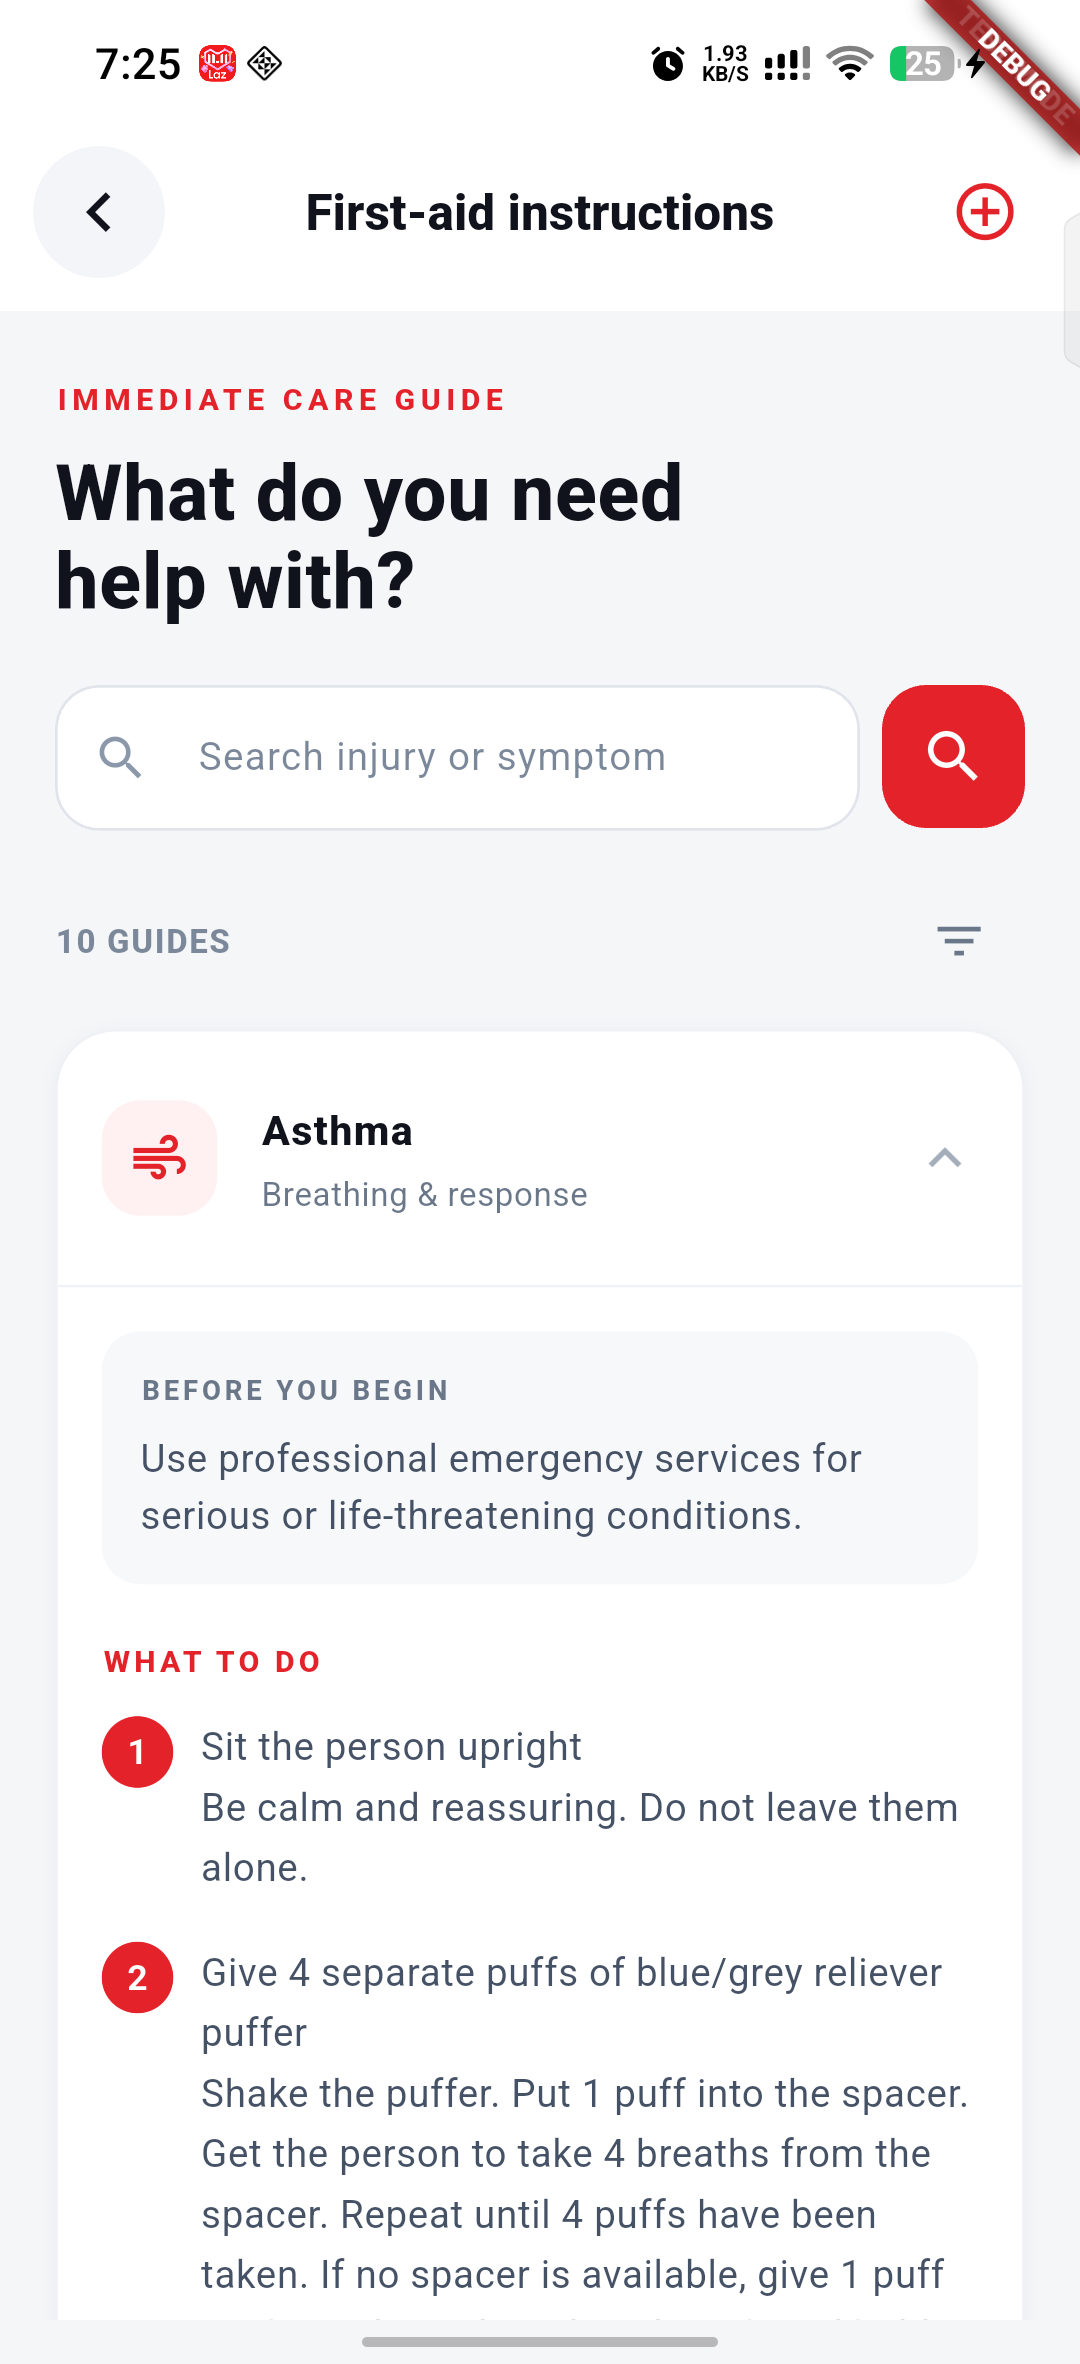 7:25
Laz
1.93
KB/S
25
DEBUG
First-aid instructions
IMMEDIATE CARE GUIDE
What do you need
help with?
Search injury or symptom
10 GUIDES
Asthma
Breathing & response
BEFORE YOU BEGIN
Use professional emergency services for
serious or life-threatening conditions.
WHAT TO DO
1
Sit the person upright
Be calm and reassuring. Do not leave them
alone.
2
Give 4 separate puffs of blue/grey reliever
puffer
Shake the puffer. Put 1 puff into the spacer.
Get the person to take 4 breaths from the
spacer. Repeat until 4 puffs have been
taken. If no spacer is available, give 1 puff